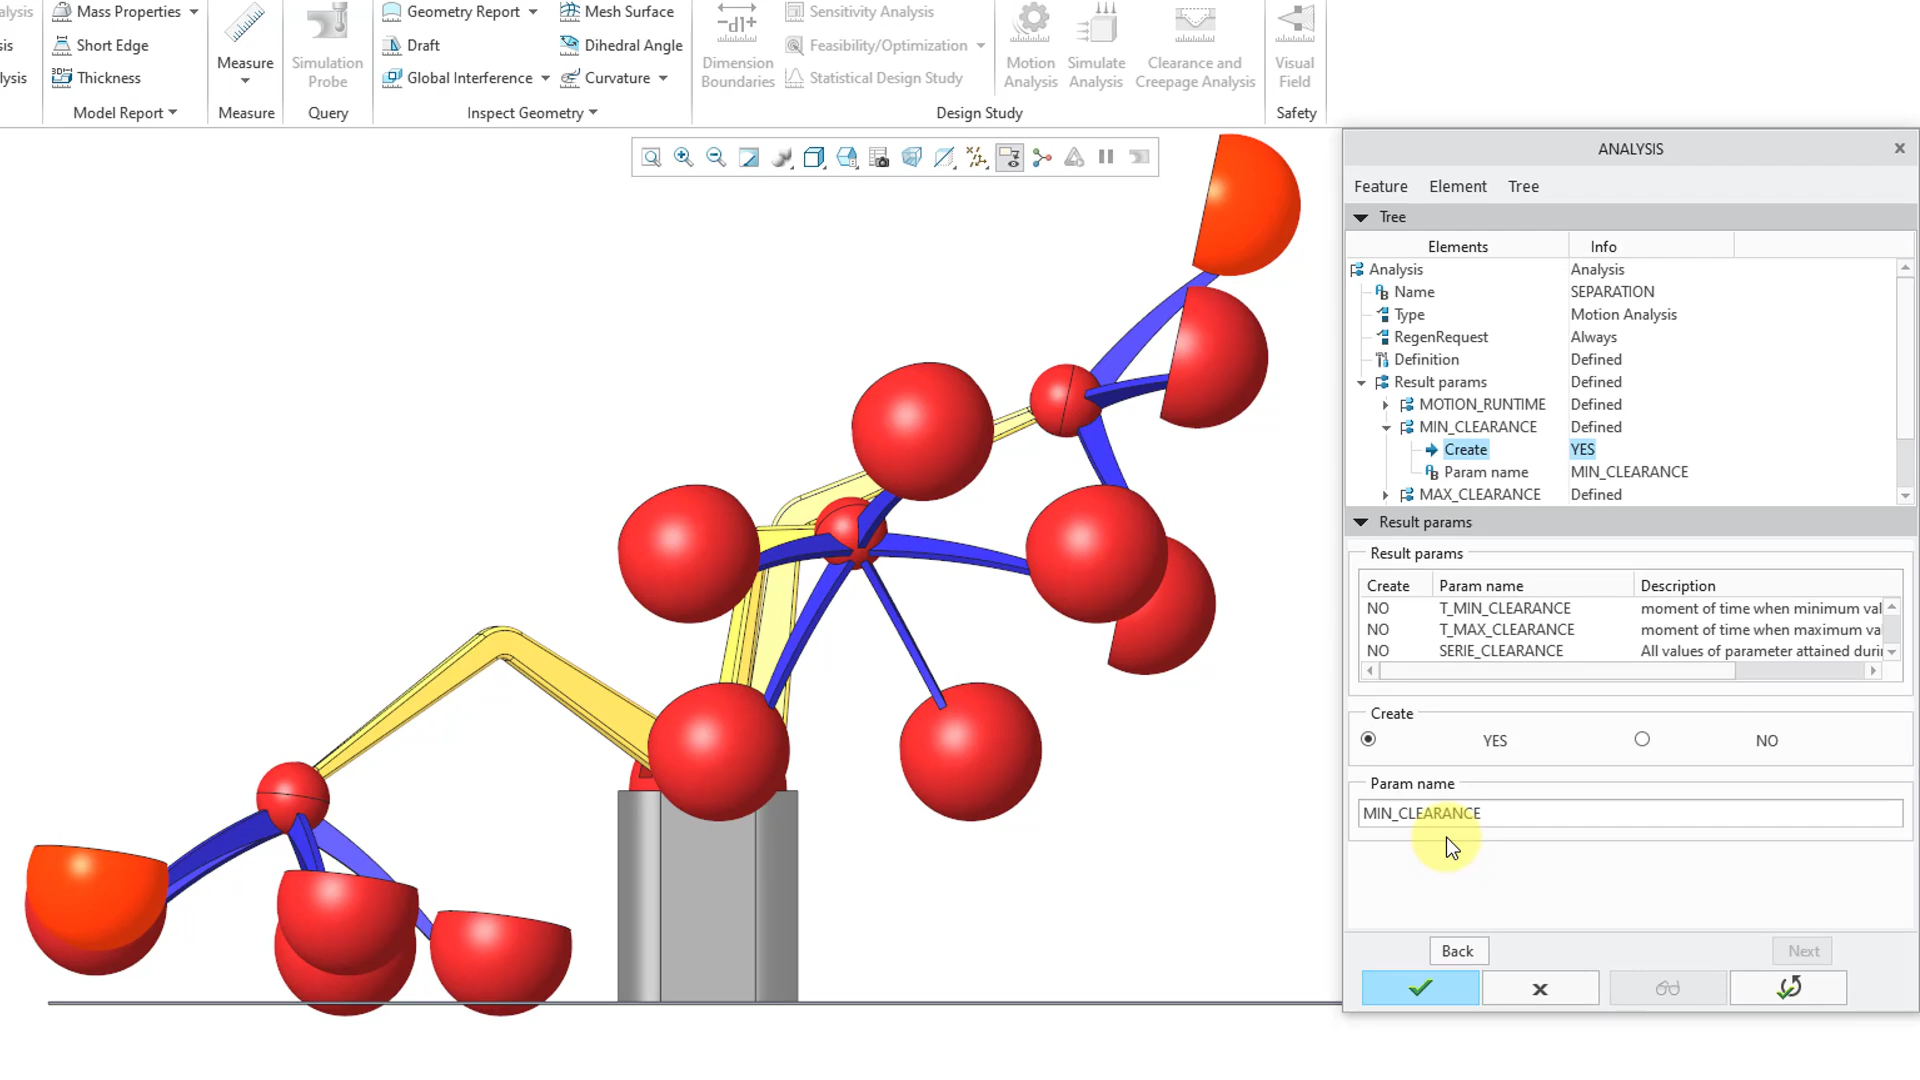 alysis
Mass Properties
sis
Short Edge
lysis
Thickness
Model Report
Measure
Measure
Simulation
Probe
Query
Geometry Report
Mesh Surface
Draft
Dihedral Angle
Global Interference
Curvature
Inspect Geometry
Dimension
Boundaries
Sensitivity Analysis
Feasibility/Optimization
Statistical Design Study
Motion
Analysis
Simulate
Analysis
Clearance and
Creepage Analysis
Design Study
Visual
Field
Safety
ANALYSIS
Feature Element Tree
Tree
Elements Info
Analysis Analysis
Name SEPARATION
Type Motion Analysis
RegenRequest Always
Definition Defined
Result params Defined
MOTION_RUNTIME Defined
MIN_CLEARANCE Defined
Create YES
Param name MIN_CLEARANCE
MAX_CLEARANCE Defined
Result params
Result params
Create Param name Description
NO T_MIN_CLEARANCE moment of time when minimum val
NO T_MAX_CLEARANCE moment of time when maximum va
NO SERIE_CLEARANCE All values of parameter attained duri
Create
YES NO
Param name
MIN_CLEARANCE
Back Next